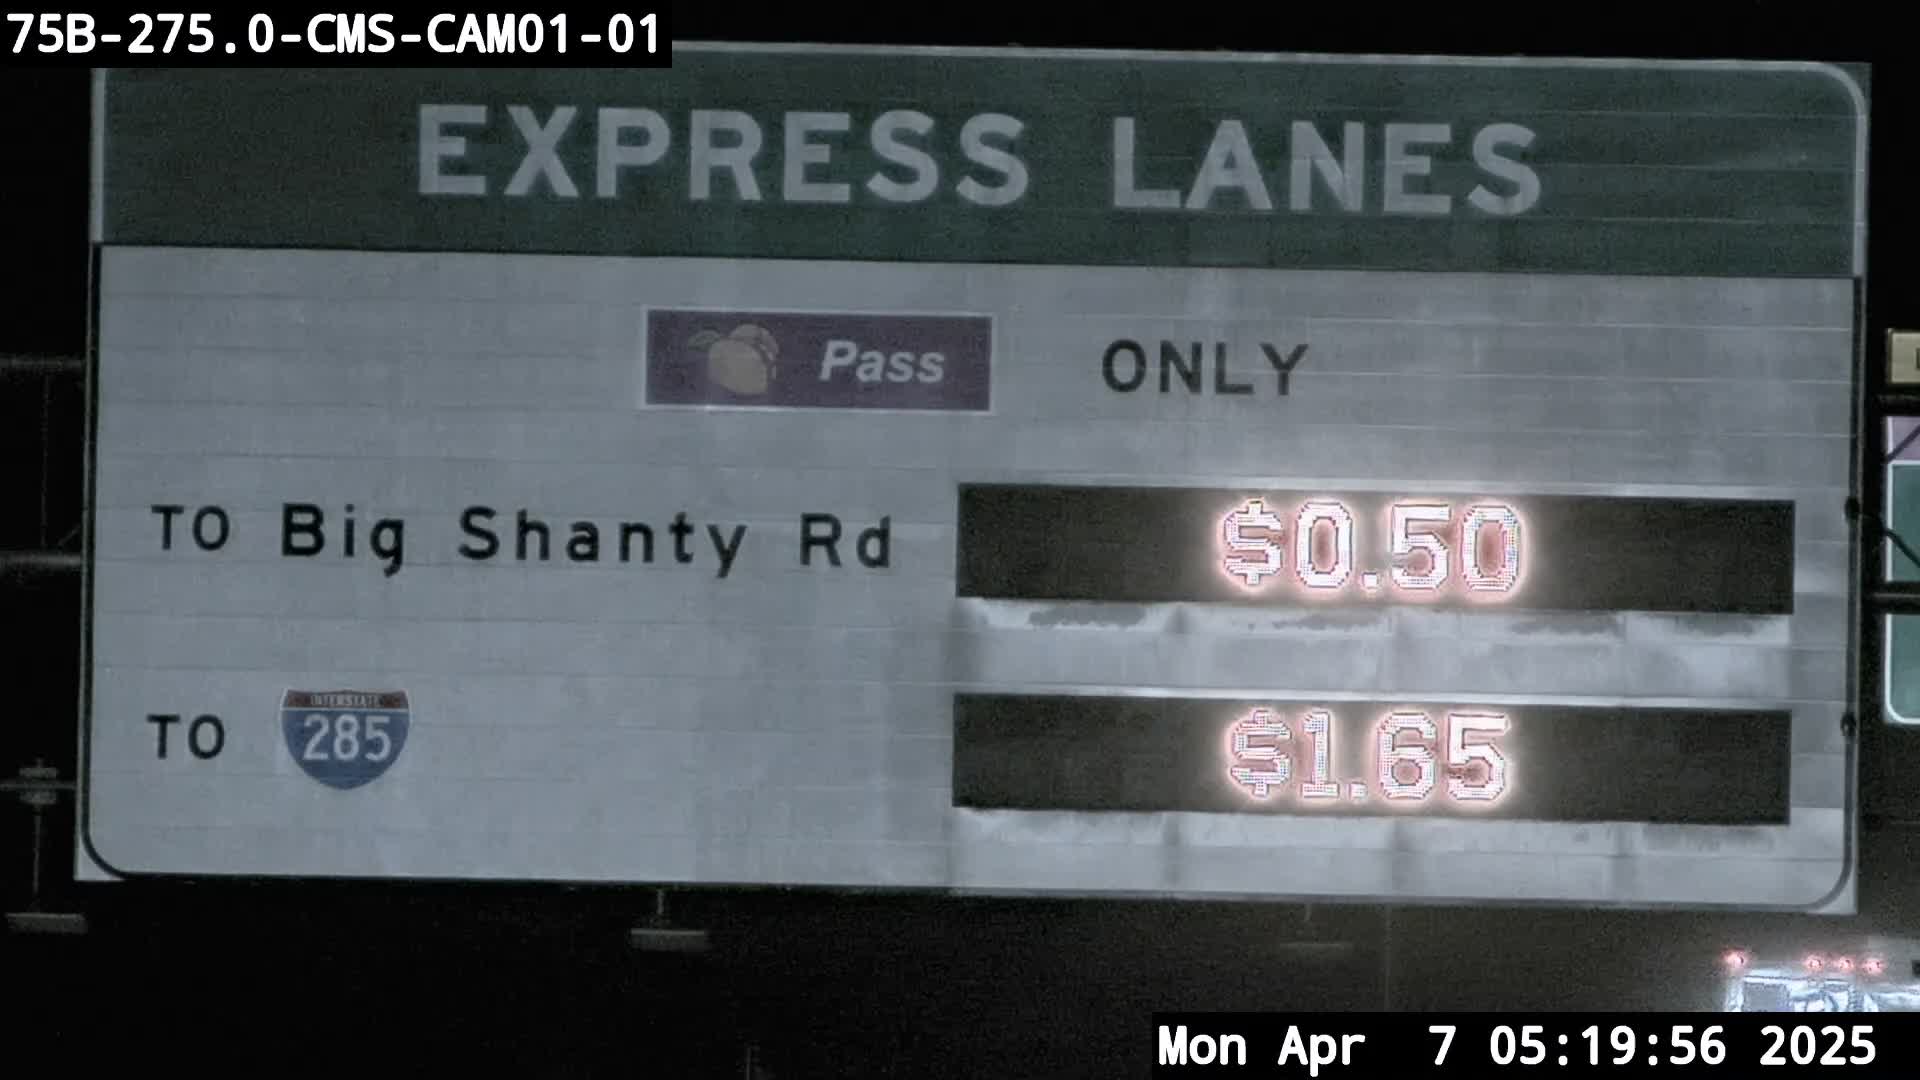 75B-275.0-CMS-CAM01-01
EXPRESS LANES
Pass ONLY
TO Big Shanty Rd $0.50
TO INTERSTATE 285 $1.65
Mon Apr 7 05:19:56 2025